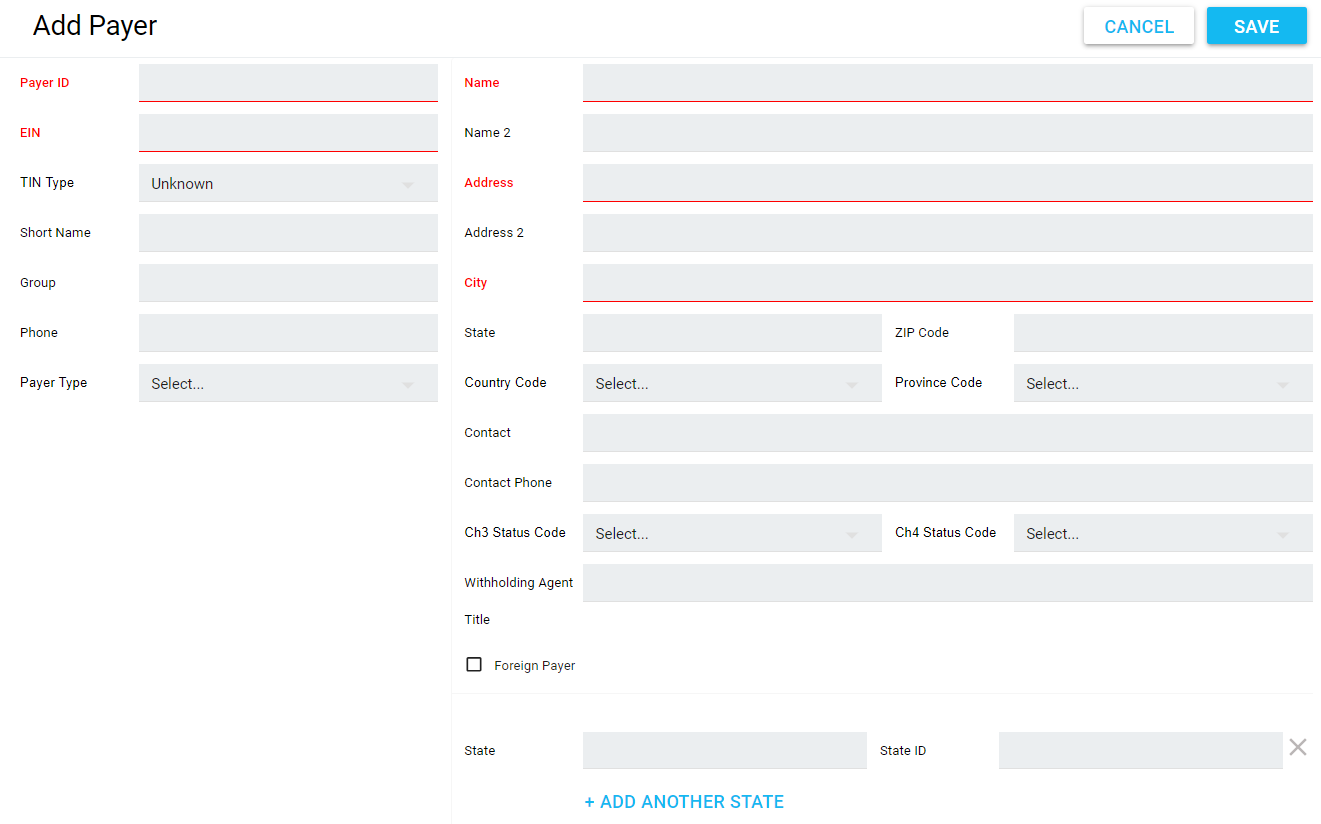 Add Payer
CANCEL
SAVE
Payer ID
EIN
TIN Type
Unknown
Short Name
Group
Phone
Payer Type
Select...
Name
Name 2
Address
Address 2
City
State
ZIP Code
Country Code
Select...
Province Code
Select...
Contact
Contact Phone
Ch3 Status Code
Select...
Ch4 Status Code
Select...
Withholding Agent
Title
Foreign Payer
State
State ID
+ ADD ANOTHER STATE